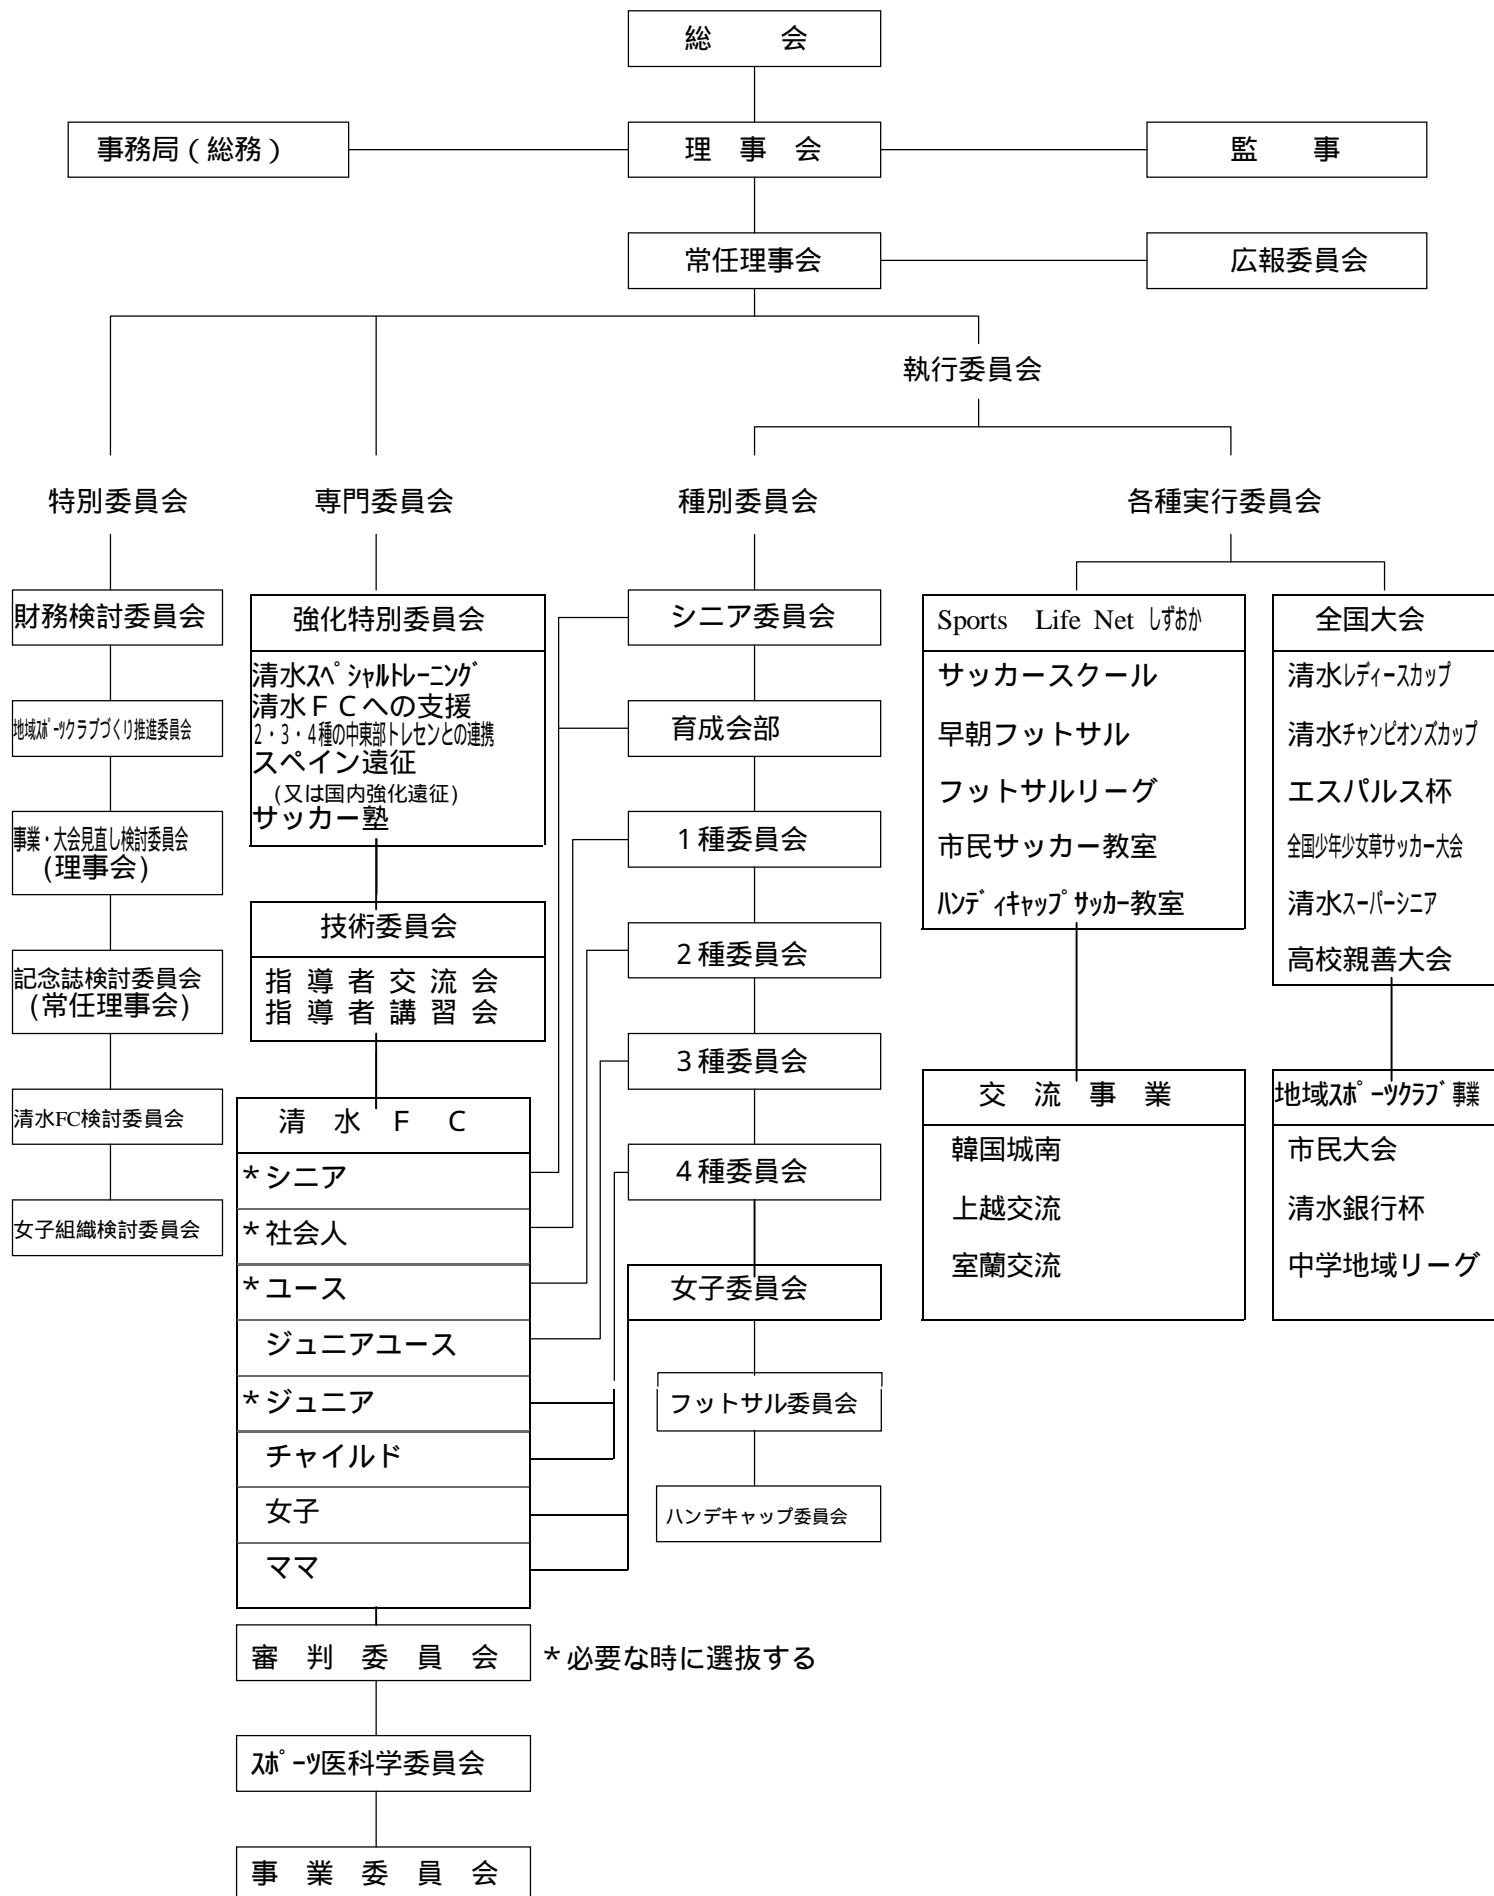 総　　会
事務局（総務）
理　事　会
監　　事
常任理事会
広報委員会
執行委員会
特別委員会
専門委員会
種別委員会
各種実行委員会
財務検討委員会
地域ｽﾎﾟｰﾂクラブづくり推進委員会
事業・大会見直し検討委員会
(理事会)
記念誌検討委員会
(常任理事会)
清水FC検討委員会
女子組織検討委員会
強化特別委員会
清水ｽﾍﾟｼｬﾙﾄﾚｰﾆﾝｸﾞ
清水ＦＣへの支援
２・３・４種の中東部トレセンとの連携
スペイン遠征
(又は国内強化遠征)
サッカー塾
技術委員会
指 導 者 交 流 会
指 導 者 講 習 会
清　水　Ｆ　Ｃ
*シニア
*社会人
*ユース
ジュニアユース
*ジュニア
チャイルド
女子
ママ
審　判　委　員　会
*必要な時に選抜する
ｽﾎﾟｰﾂ医科学委員会
事　業　委　員　会
シニア委員会
育成会部
１種委員会
２種委員会
３種委員会
４種委員会
女子委員会
フットサル委員会
ハンデキャップ委員会
Sports　Life Net しずおか
サッカースクール
早朝フットサル
フットサルリーグ
市民サッカー教室
ﾊﾝﾃﾞｨｷｬｯﾌﾟｻｯｶｰ教室
交　流　事　業
韓国城南
上越交流
室蘭交流
全国大会
清水レディースカップ
清水チャンピオンズカップ
エスパルス杯
全国少年少女草サッカー大会
清水スーパーシニア
高校親善大会
地域ｽﾎﾟｰﾂｸﾗﾌﾞ事業
市民大会
清水銀行杯
中学地域リーグ